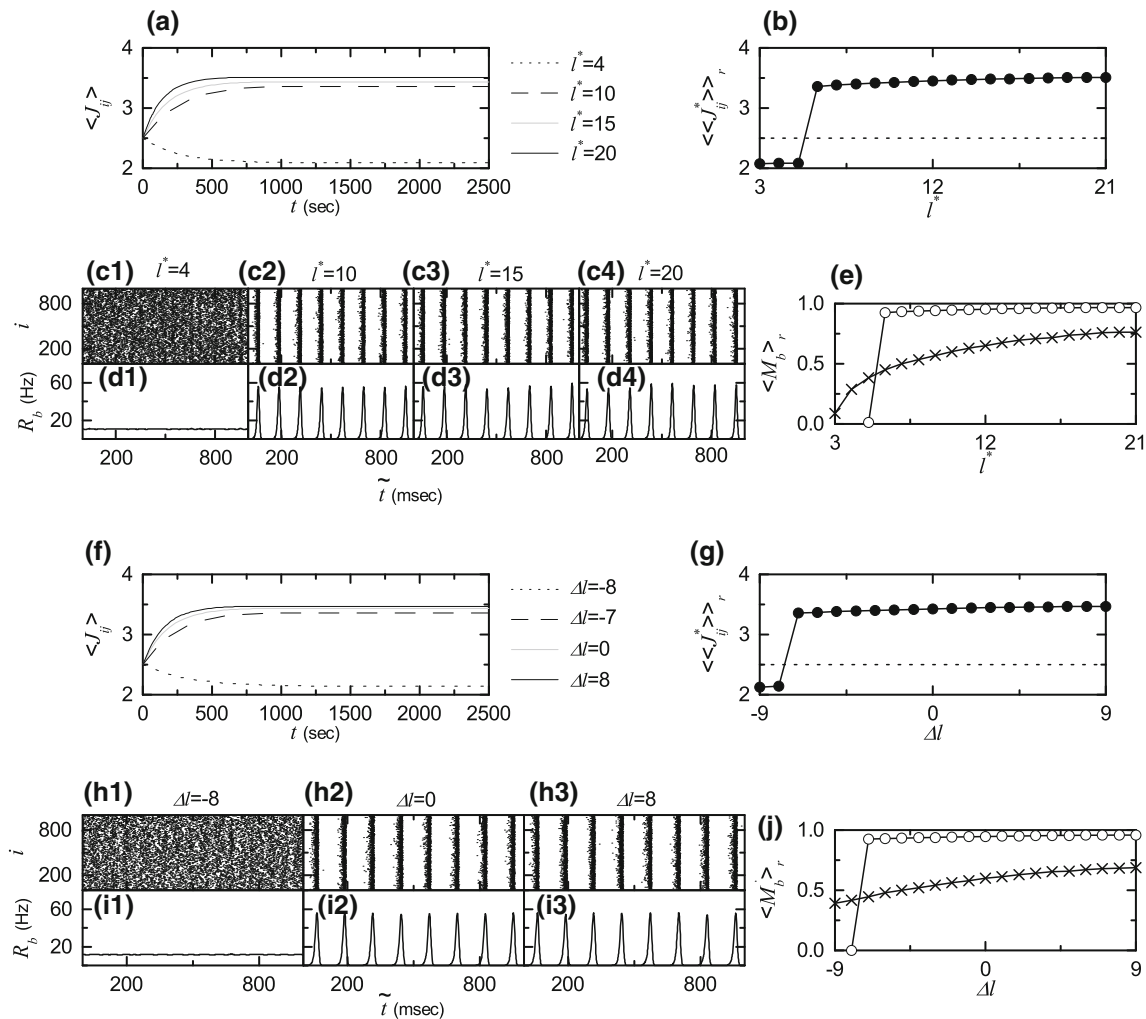 (a)
4
3
2
<J_ij>
0 500 1000 1500 2000 2500
t (sec)
l*=4
l*=10
l*=15
l*=20
(b)
4
3
2
<<J*_ij>>_r
3 12 21
l*
(c1) l*=4 (c2) l*=10 (c3) l*=15 (c4) l*=20
800
200
i
(d1) (d2) (d3) (d4)
60
20
R_b (Hz)
200 800 200 800 200 800 200 800
t̃ (msec)
(e)
1.0
0.5
0.0
<M_b>_r
3 12 21
l*
(f)
4
3
2
<J_ij>
0 500 1000 1500 2000 2500
t (sec)
Δl=-8
Δl=-7
Δl=0
Δl=8
(g)
4
3
2
<<J*_ij>>_r
-9 0 9
Δl
(h1) Δl=-8 (h2) Δl=0 (h3) Δl=8
800
200
i
(i1) (i2) (i3)
60
20
R_b (Hz)
200 800 200 800 200 800
t̃ (msec)
(j)
1.0
0.5
0.0
<M_b>_r
-9 0 9
Δl